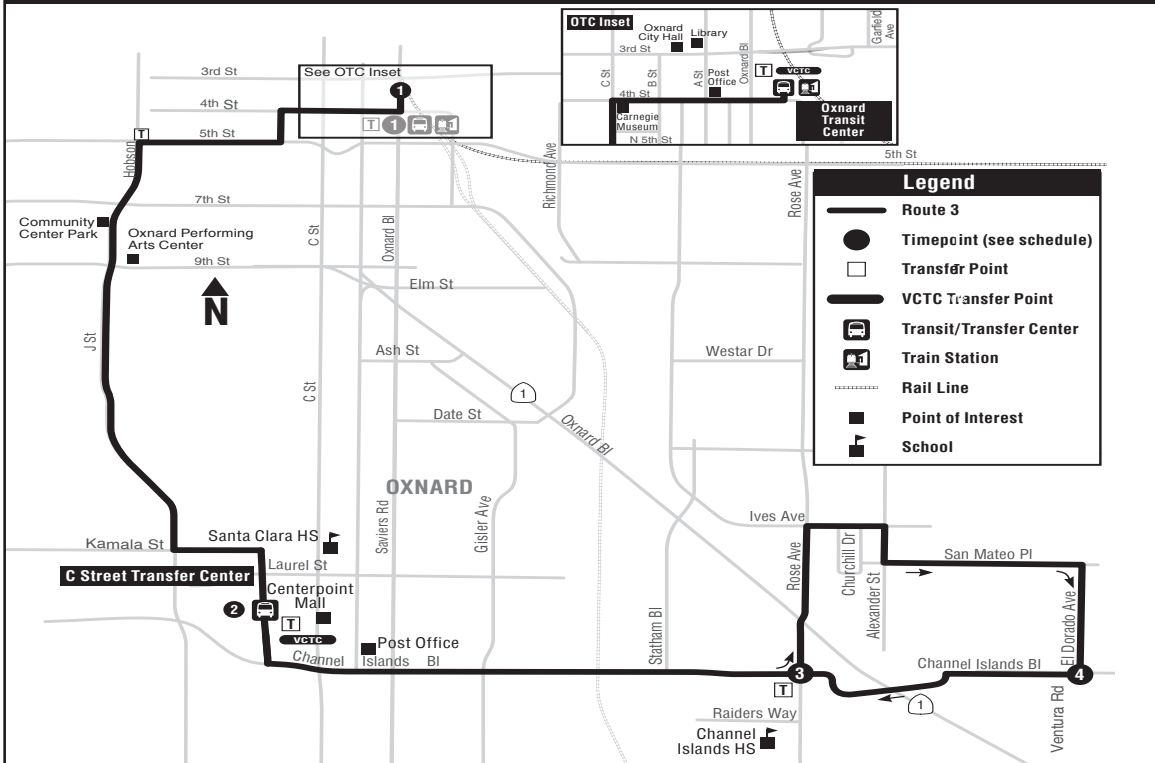 OTC Inset
Oxnard
City Hall
Library
Garfield
Ave
3rd St
C St
B St
A St
Oxnard Bl
Post
Office
T
VCTC
4th St
Carnegie
Museum
N 5th St
Oxnard
Transit
Center
3rd St
See OTC Inset
1
4th St
T
1
T
5th St
5th St
Hobson
Richmond Ave
Rose Ave
7th St
Community
Center Park
Oxnard Performing
Arts Center
C St
Oxnard Bl
9th St
Elm St
N
J St
Ash St
Westar Dr
C St
1
Date St
Oxnard Bl
OXNARD
Saviers Rd
Gisler Ave
Legend
Route 3
Timepoint (see schedule)
Transfer Point
VCTC Transfer Point
Transit/Transfer Center
Train Station
Rail Line
Point of Interest
School
Ives Ave
Kamala St
Santa Clara HS
Laurel St
San Mateo Pl
Rose Ave
Churchill Dr
Alexander St
El Dorado Ave
C Street Transfer Center
Centerpoint
Mall
2
T
VCTC
Post Office
Statham Bl
Channel Islands Bl
Channel Islands Bl
3
4
T
1
Raiders Way
Channel
Islands HS
Ventura Rd